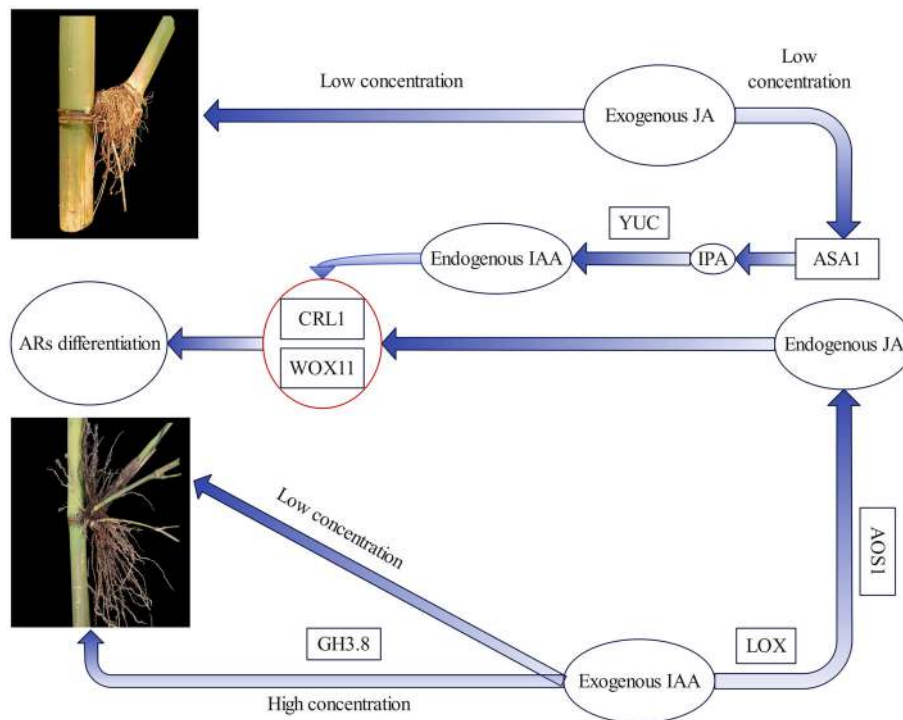 Low concentration
Low
concentration
Exogenous JA
YUC
Endogenous IAA
IPA
ASA1
CRL1
ARs differentiation
WOX11
Endogenous JA
Low concentration
AOS1
GH3.8
LOX
Exogenous IAA
High concentration